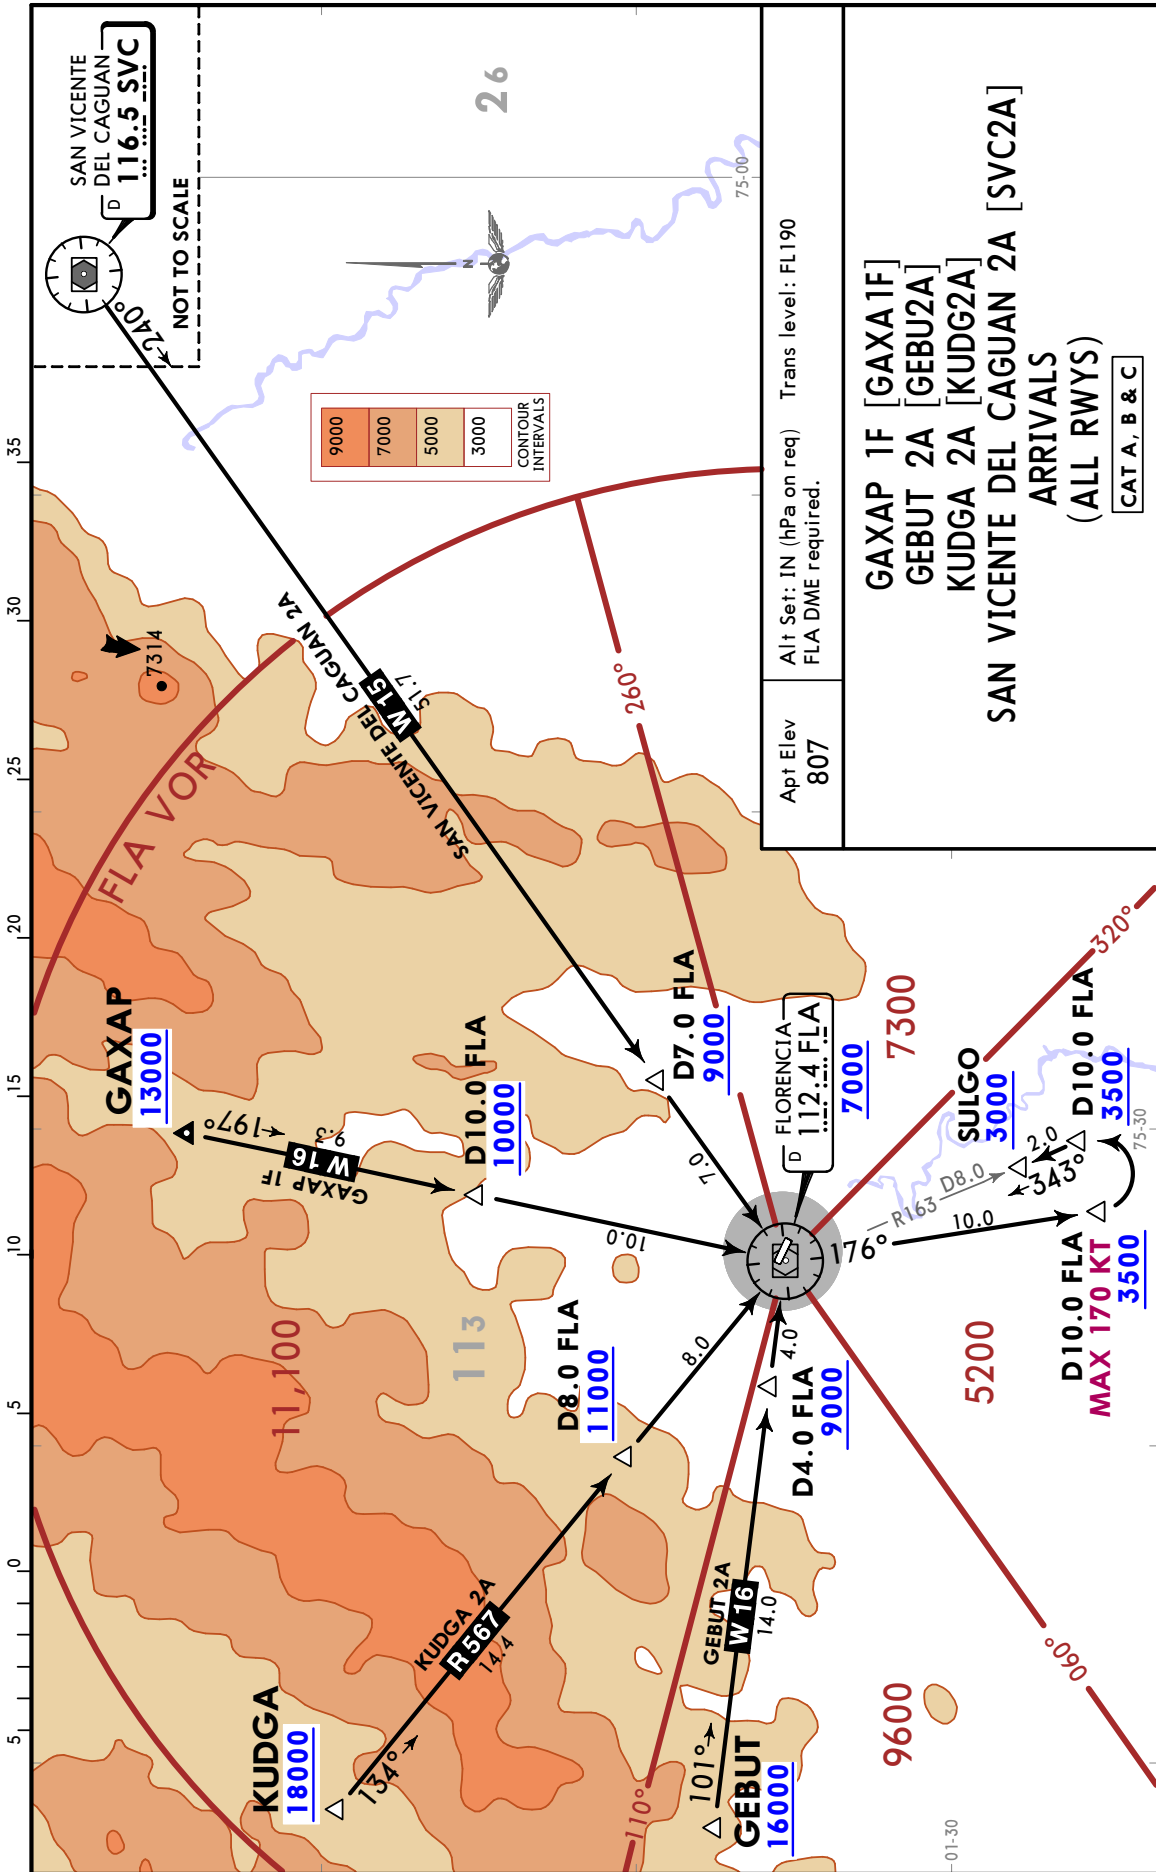 SAN VICENTE
DEL CAGUAN
D
116.5 SVC
NOT TO SCALE
←240°
26
75-00
N
35
30
25
20
15
10
5
0
5
9000
7000
5000
3000
CONTOUR
INTERVALS
7314
FLA VOR
SAN VICENTE DEL CAGUAN 2A
W 15
51.7
260°
GAXAP
13000
←197°
9.3
W 16
GAXAP 1F
D10.0 FLA
10000
10.0
D7.0 FLA
9000
7.0
11,100
113
D8.0 FLA
11000
8.0
KUDGA
18000
134°→
KUDGA 2A
R 567
14.4
110°
GEBUT
16000
101°→
GEBUT 2A
W 16
14.0
D4.0 FLA
9000
4.0
D
FLORENCIA
112.4 FLA
7000
7300
320°
060°
9600
5200
01-30
75-30
176°
10.0
R163
D8.0
SULGO
3000
2.0
←343°
D10.0 FLA
3500
D10.0 FLA
MAX 170 KT
3500
Apt Elev
807
Alt Set: IN (hPa on req) Trans level: FL190
FLA DME required.
GAXAP 1F [GAXA1F]
GEBUT 2A [GEBU2A]
KUDGA 2A [KUDG2A]
SAN VICENTE DEL CAGUAN 2A [SVC2A]
ARRIVALS
(ALL RWYS)
CAT A, B & C